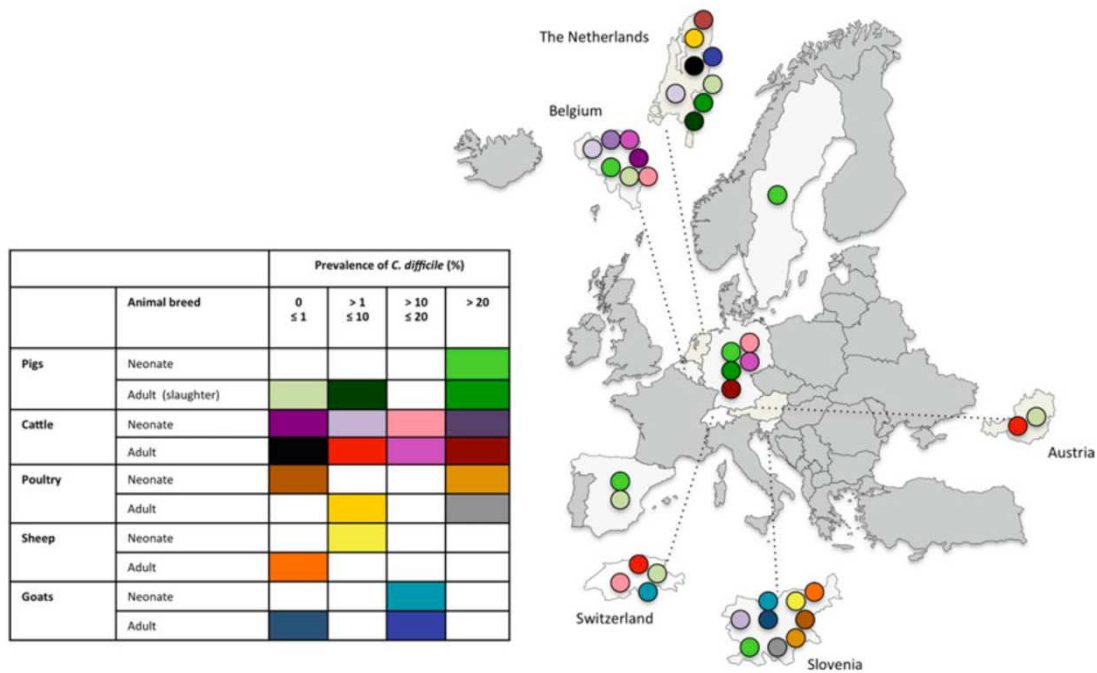 The Netherlands
Belgium
Prevalence of C. difficile (%)
Animal breed
0
≤ 1
> 1
≤ 10
> 10
≤ 20
> 20
Pigs
Neonate
Adult (slaughter)
Cattle
Neonate
Adult
Poultry
Neonate
Adult
Sheep
Neonate
Adult
Goats
Neonate
Adult
Austria
Switzerland
Slovenia